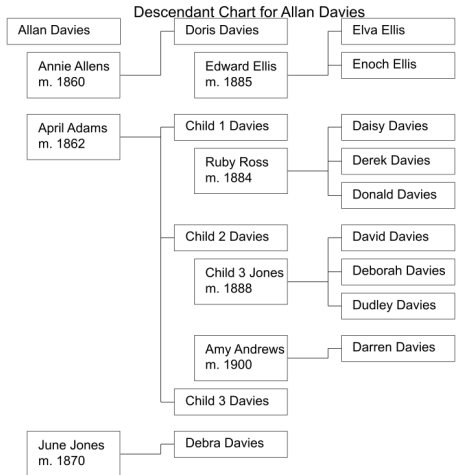 Descendant Chart for Allan Davies
Allan Davies
Annie Allens
m. 1860
Doris Davies
Edward Ellis
m. 1885
Elva Ellis
Enoch Ellis
April Adams
m. 1862
Child 1 Davies
Ruby Ross
m. 1884
Daisy Davies
Derek Davies
Donald Davies
Child 2 Davies
Child 3 Jones
m. 1888
David Davies
Deborah Davies
Dudley Davies
Amy Andrews
m. 1900
Darren Davies
Child 3 Davies
June Jones
m. 1870
Debra Davies